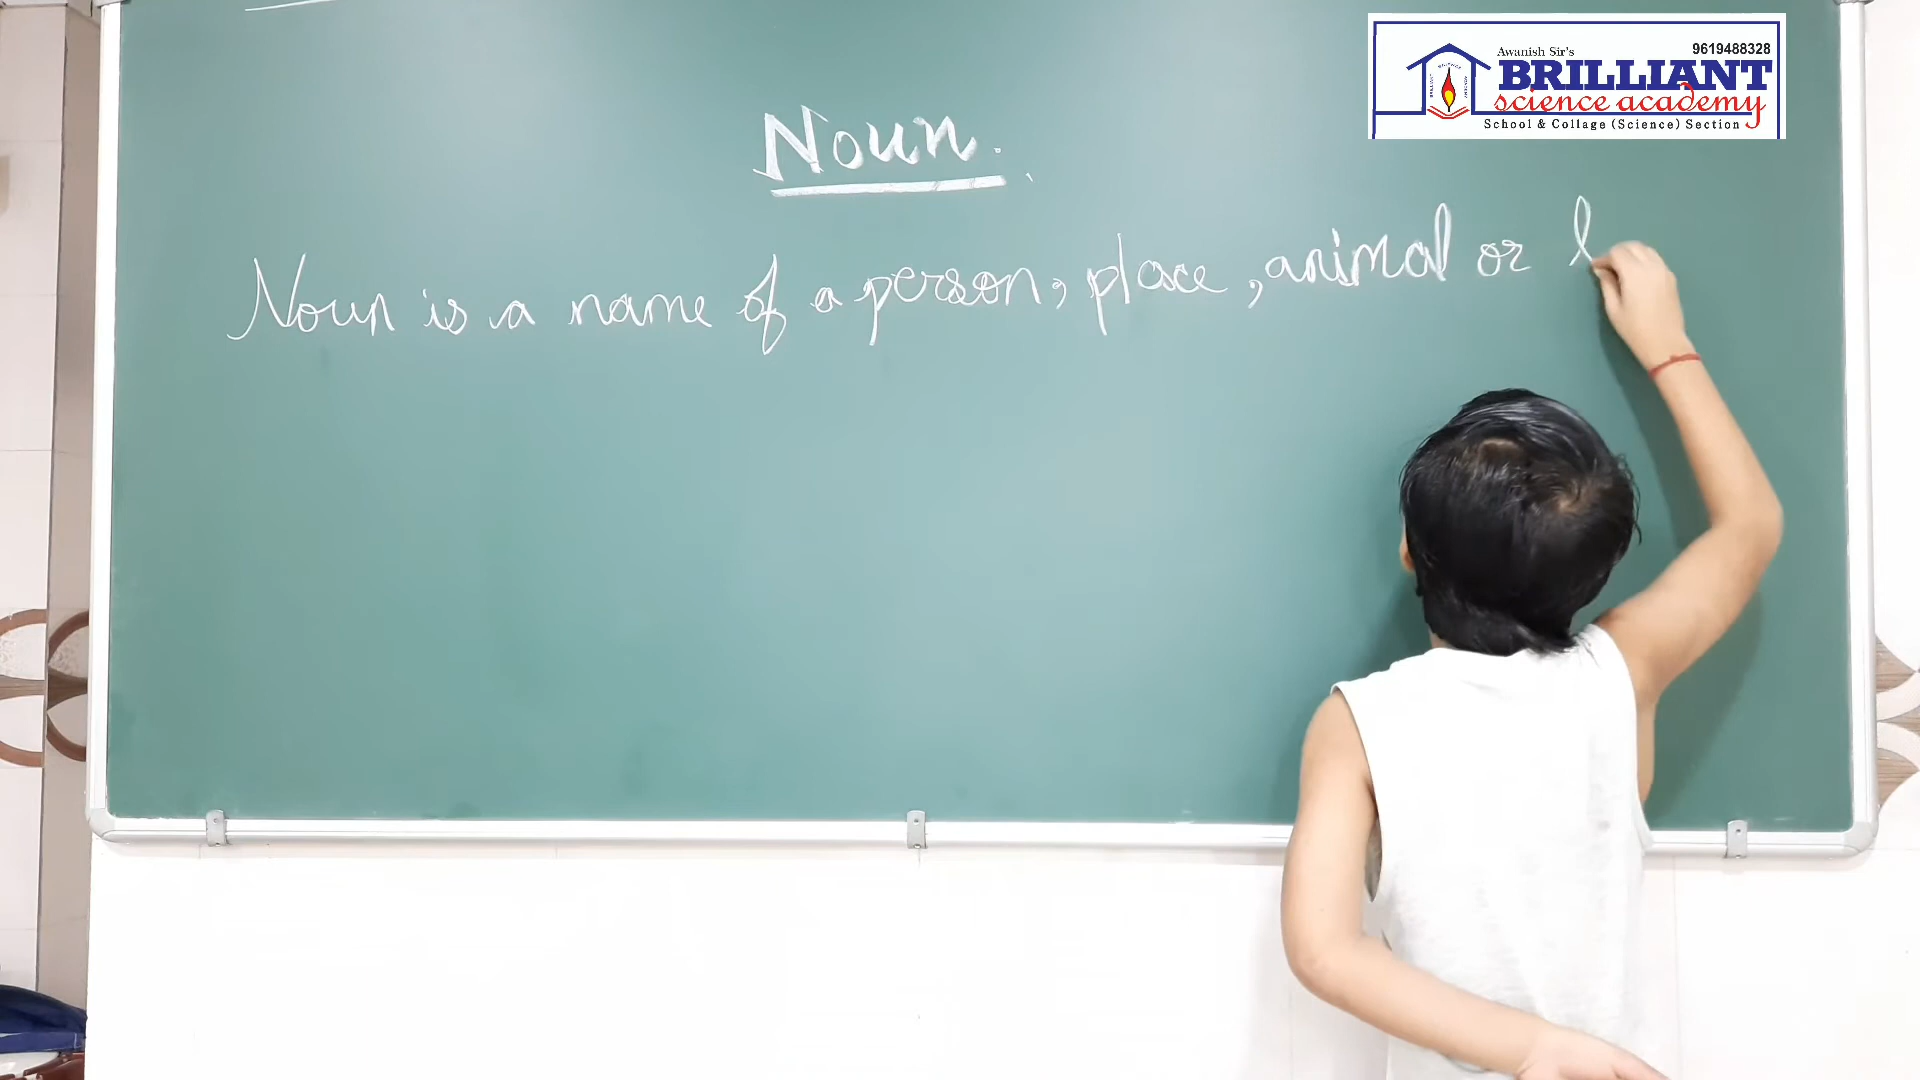 Awanish Sir's
9619488328
BRILLIANT
science academy
School & Collage (Science) Section
Noun.
Noun is a name of a person, place, animal or